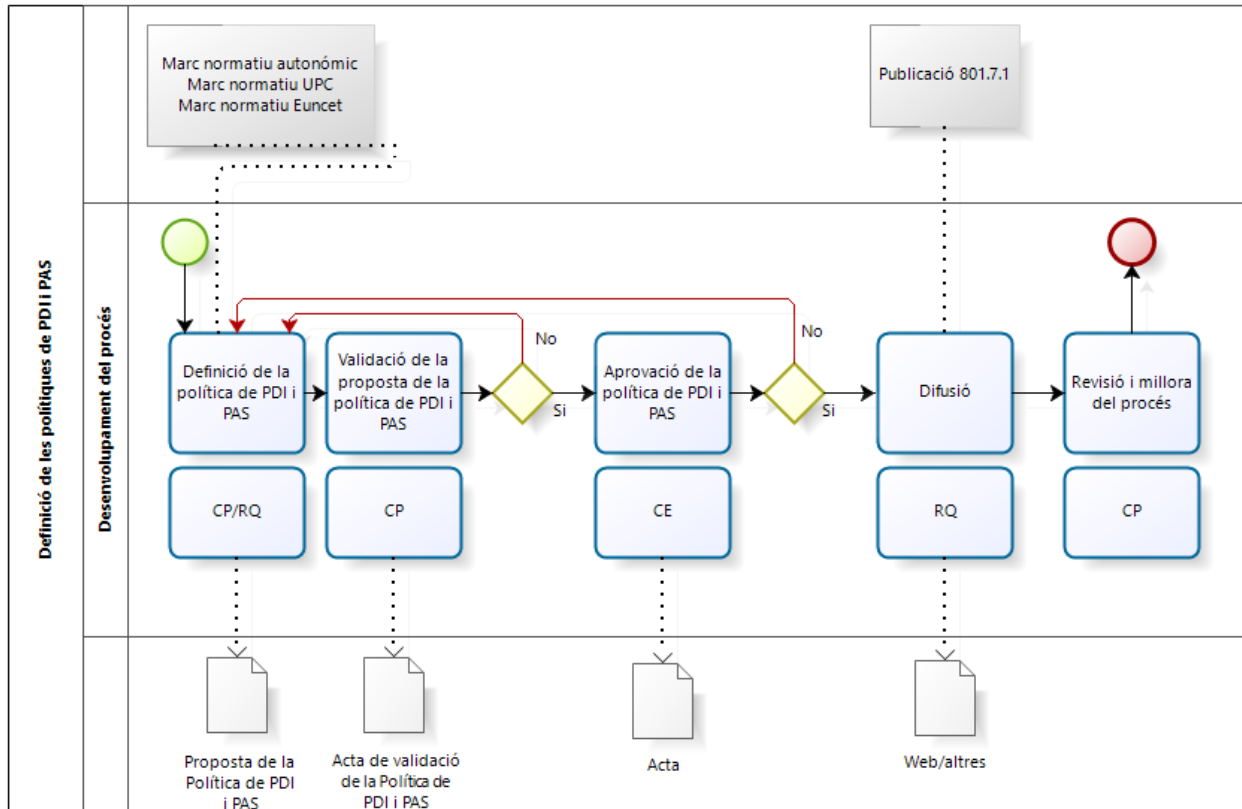 Definició de les polítiques de PDI i PAS
Desenvolupament del procés
Marc normatiu autonómic
Marc normatiu UPC
Marc normatiu Euncet
Publicació 801.7.1
Definició de la
política de PDI i
PAS
Validació de la
proposta de la
política de PDI i
PAS
No
Si
Aprovació de la
política de PDI i
PAS
No
Si
Difusió
Revisió i millora
del procés
CP/RQ
CP
CE
RQ
CP
Proposta de la
Política de PDI
i PAS
Acta de validació
de la Política de
PDI i PAS
Acta
Web/altres